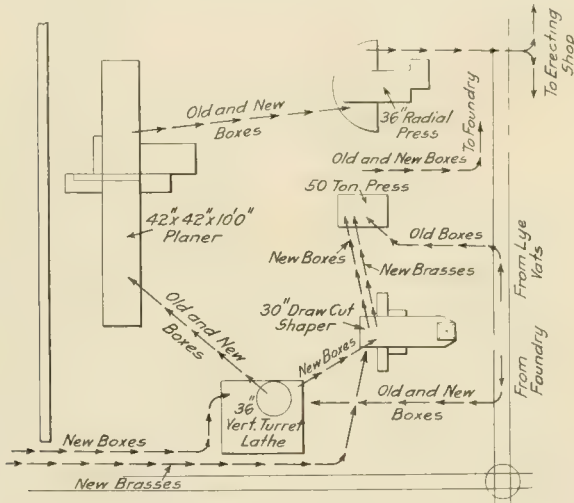 To Erecting
Shop
Old and New
Boxes
36" Radial
Press
To Foundry
Old and New Boxes
50 Ton Press
42"x 42"x 10'0"
Planer
Old Boxes
From Lye
Vats
New Boxes
New Brasses
Old and New
Boxes
30" Draw Cut
Shaper
New Boxes
From
Foundry
36"
Vert. Turret
Lathe
Old and New
Boxes
New Boxes
New Brasses